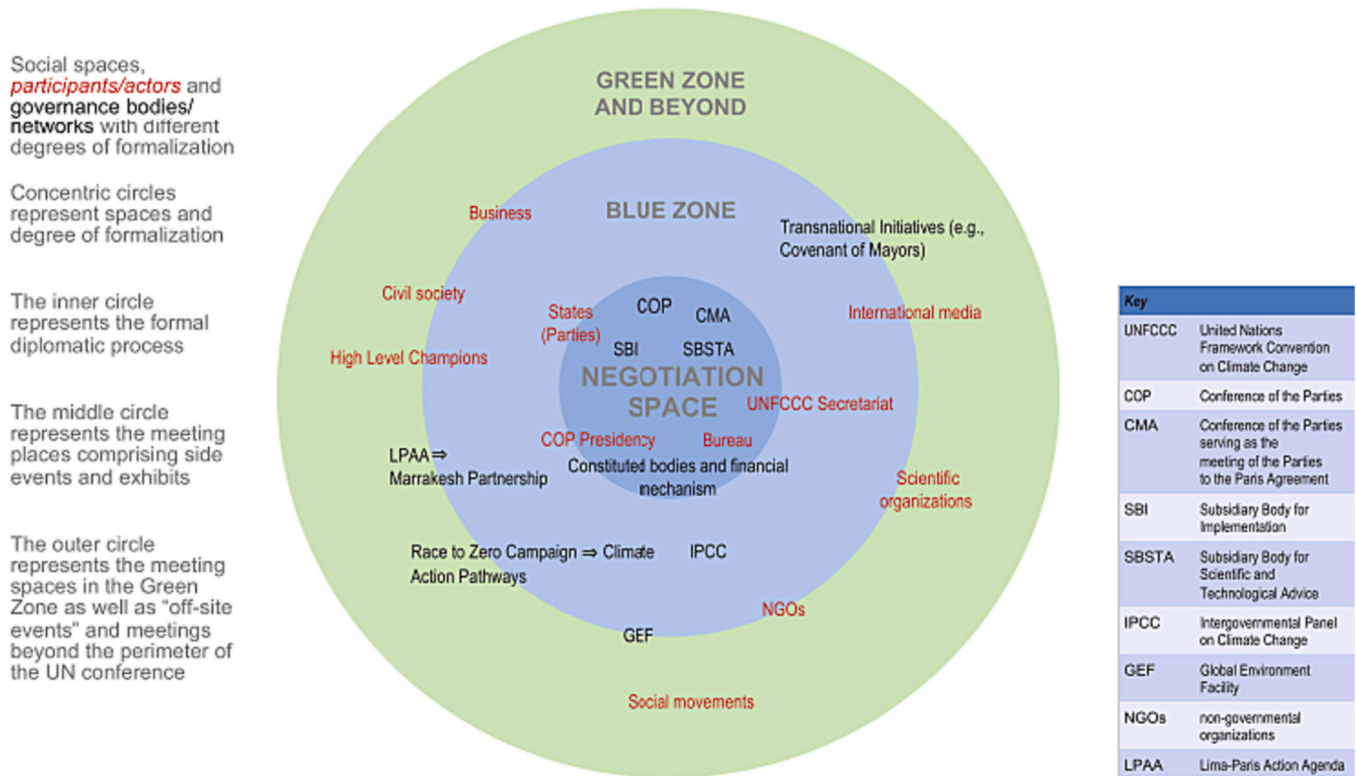 Social spaces,
participants/actors and
governance bodies/
networks with different
degrees of formalization
Concentric circles
represent spaces and
degree of formalization
The inner circle
represents the formal
diplomatic process
The middle circle
represents the meeting
places comprising side
events and exhibits
The outer circle
represents the meeting
spaces in the Green
Zone as well as "off-site
events" and meetings
beyond the perimeter of
the UN conference
GREEN ZONE
AND BEYOND
BLUE ZONE
Business
Transnational Initiatives (e.g.,
Covenant of Mayors)
Civil society
States
(Parties)
COP
CMA
International media
High Level Champions
SBI
SBSTA
NEGOTIATION
SPACE
UNFCCC Secretariat
COP Presidency
Bureau
LPAA⇒
Marrakesh Partnership
Constituted bodies and financial
mechanism
Scientific
organizations
Race to Zero Campaign ⇒ Climate
Action Pathways
IPCC
NGOs
GEF
Social movements
Key
UNFCCC United Nations
Framework Convention
on Climate Change
COP Conference of the Parties
CMA Conference of the Parties
serving as the
meeting of the Parties
to the Paris Agreement
SBI Subsidiary Body for
Implementation
SBSTA Subsidiary Body for
Scientific and
Technological Advice
IPCC Intergovernmental Panel
on Climate Change
GEF Global Environment
Facility
NGOs non-governmental
organizations
LPAA Lima-Paris Action Agenda